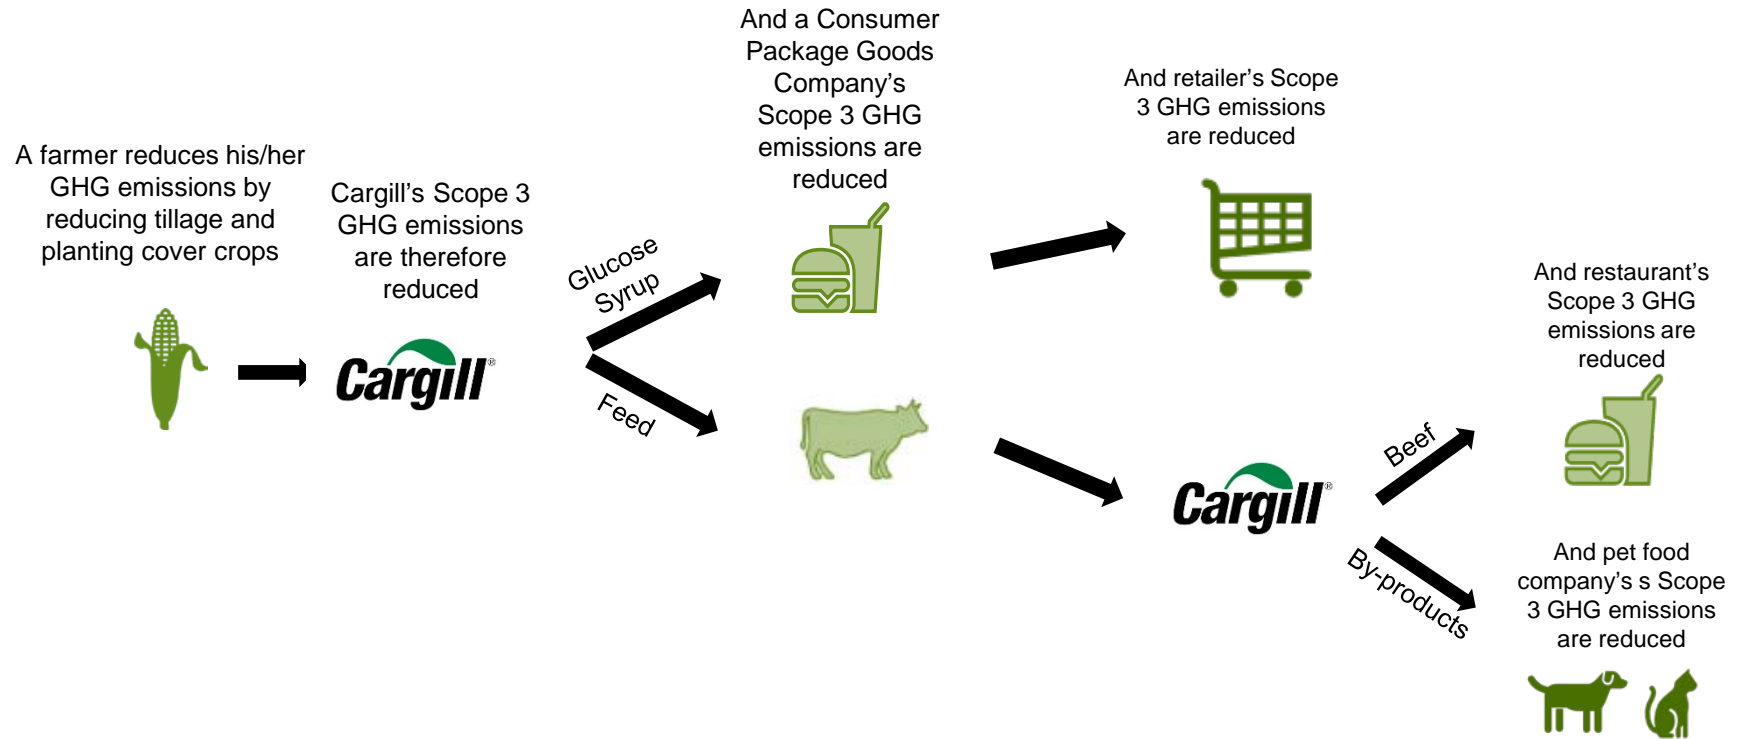 A farmer reduces his/her
GHG emissions by
reducing tillage and
planting cover crops
Cargill’s Scope 3
GHG emissions
are therefore
reduced
Cargill®
Glucose
Syrup
Feed
And a Consumer
Package Goods
Company’s
Scope 3 GHG
emissions are
reduced
And retailer’s Scope
3 GHG emissions
are reduced
Cargill®
Beef
By-products
And restaurant’s
Scope 3 GHG
emissions are
reduced
And pet food
company’s s Scope
3 GHG emissions
are reduced